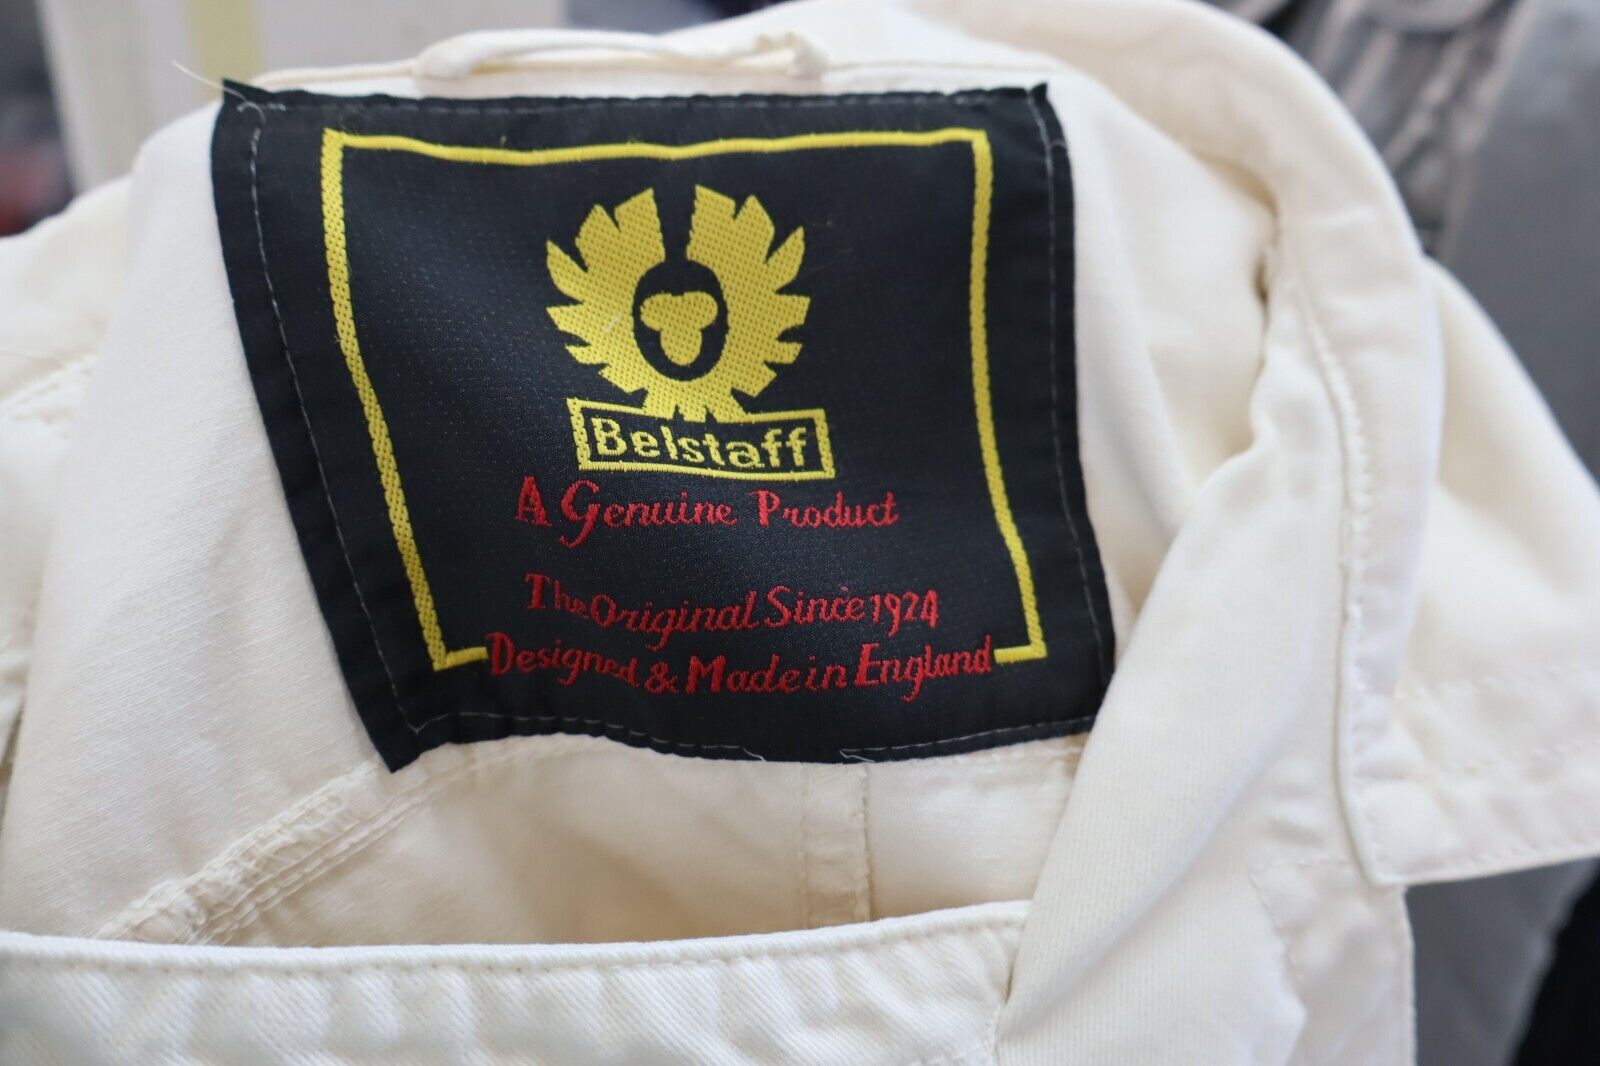 Belstaff
A Genuine Product
The Original Since 1924
Designed & Made in England